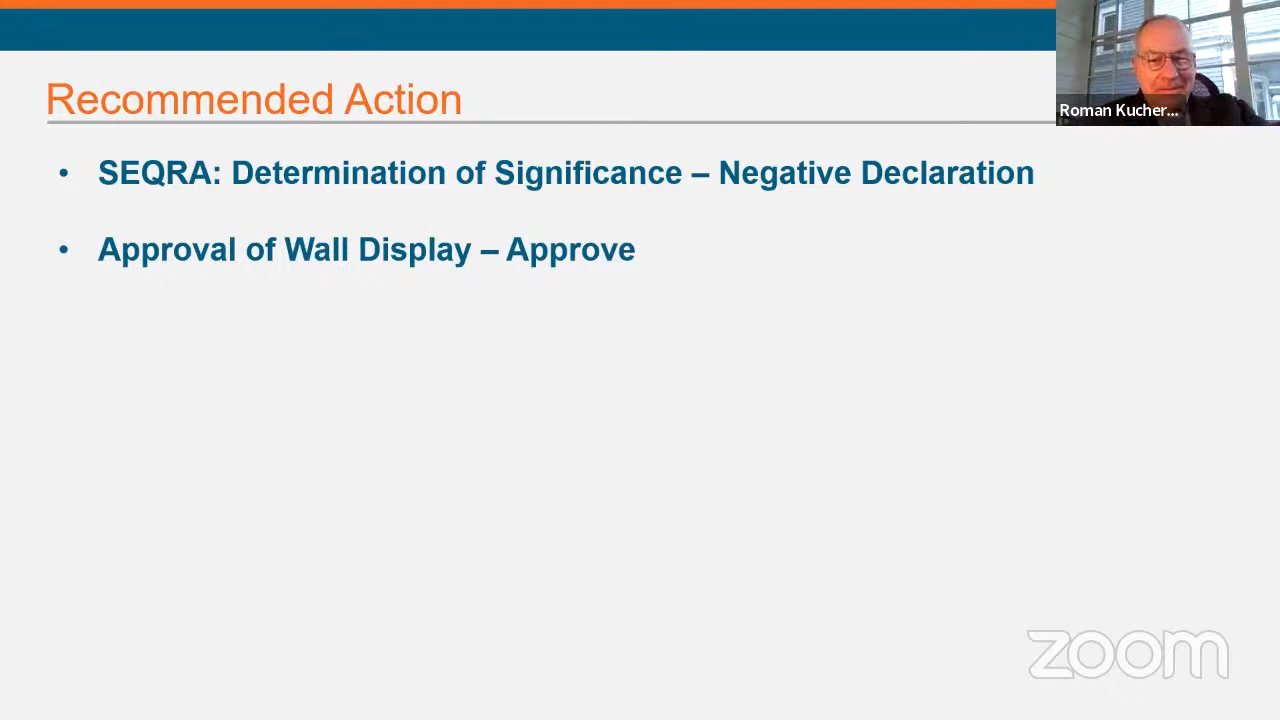 Recommended Action
Roman Kucher...
• SEQRA: Determination of Significance – Negative Declaration
• Approval of Wall Display – Approve
zoom